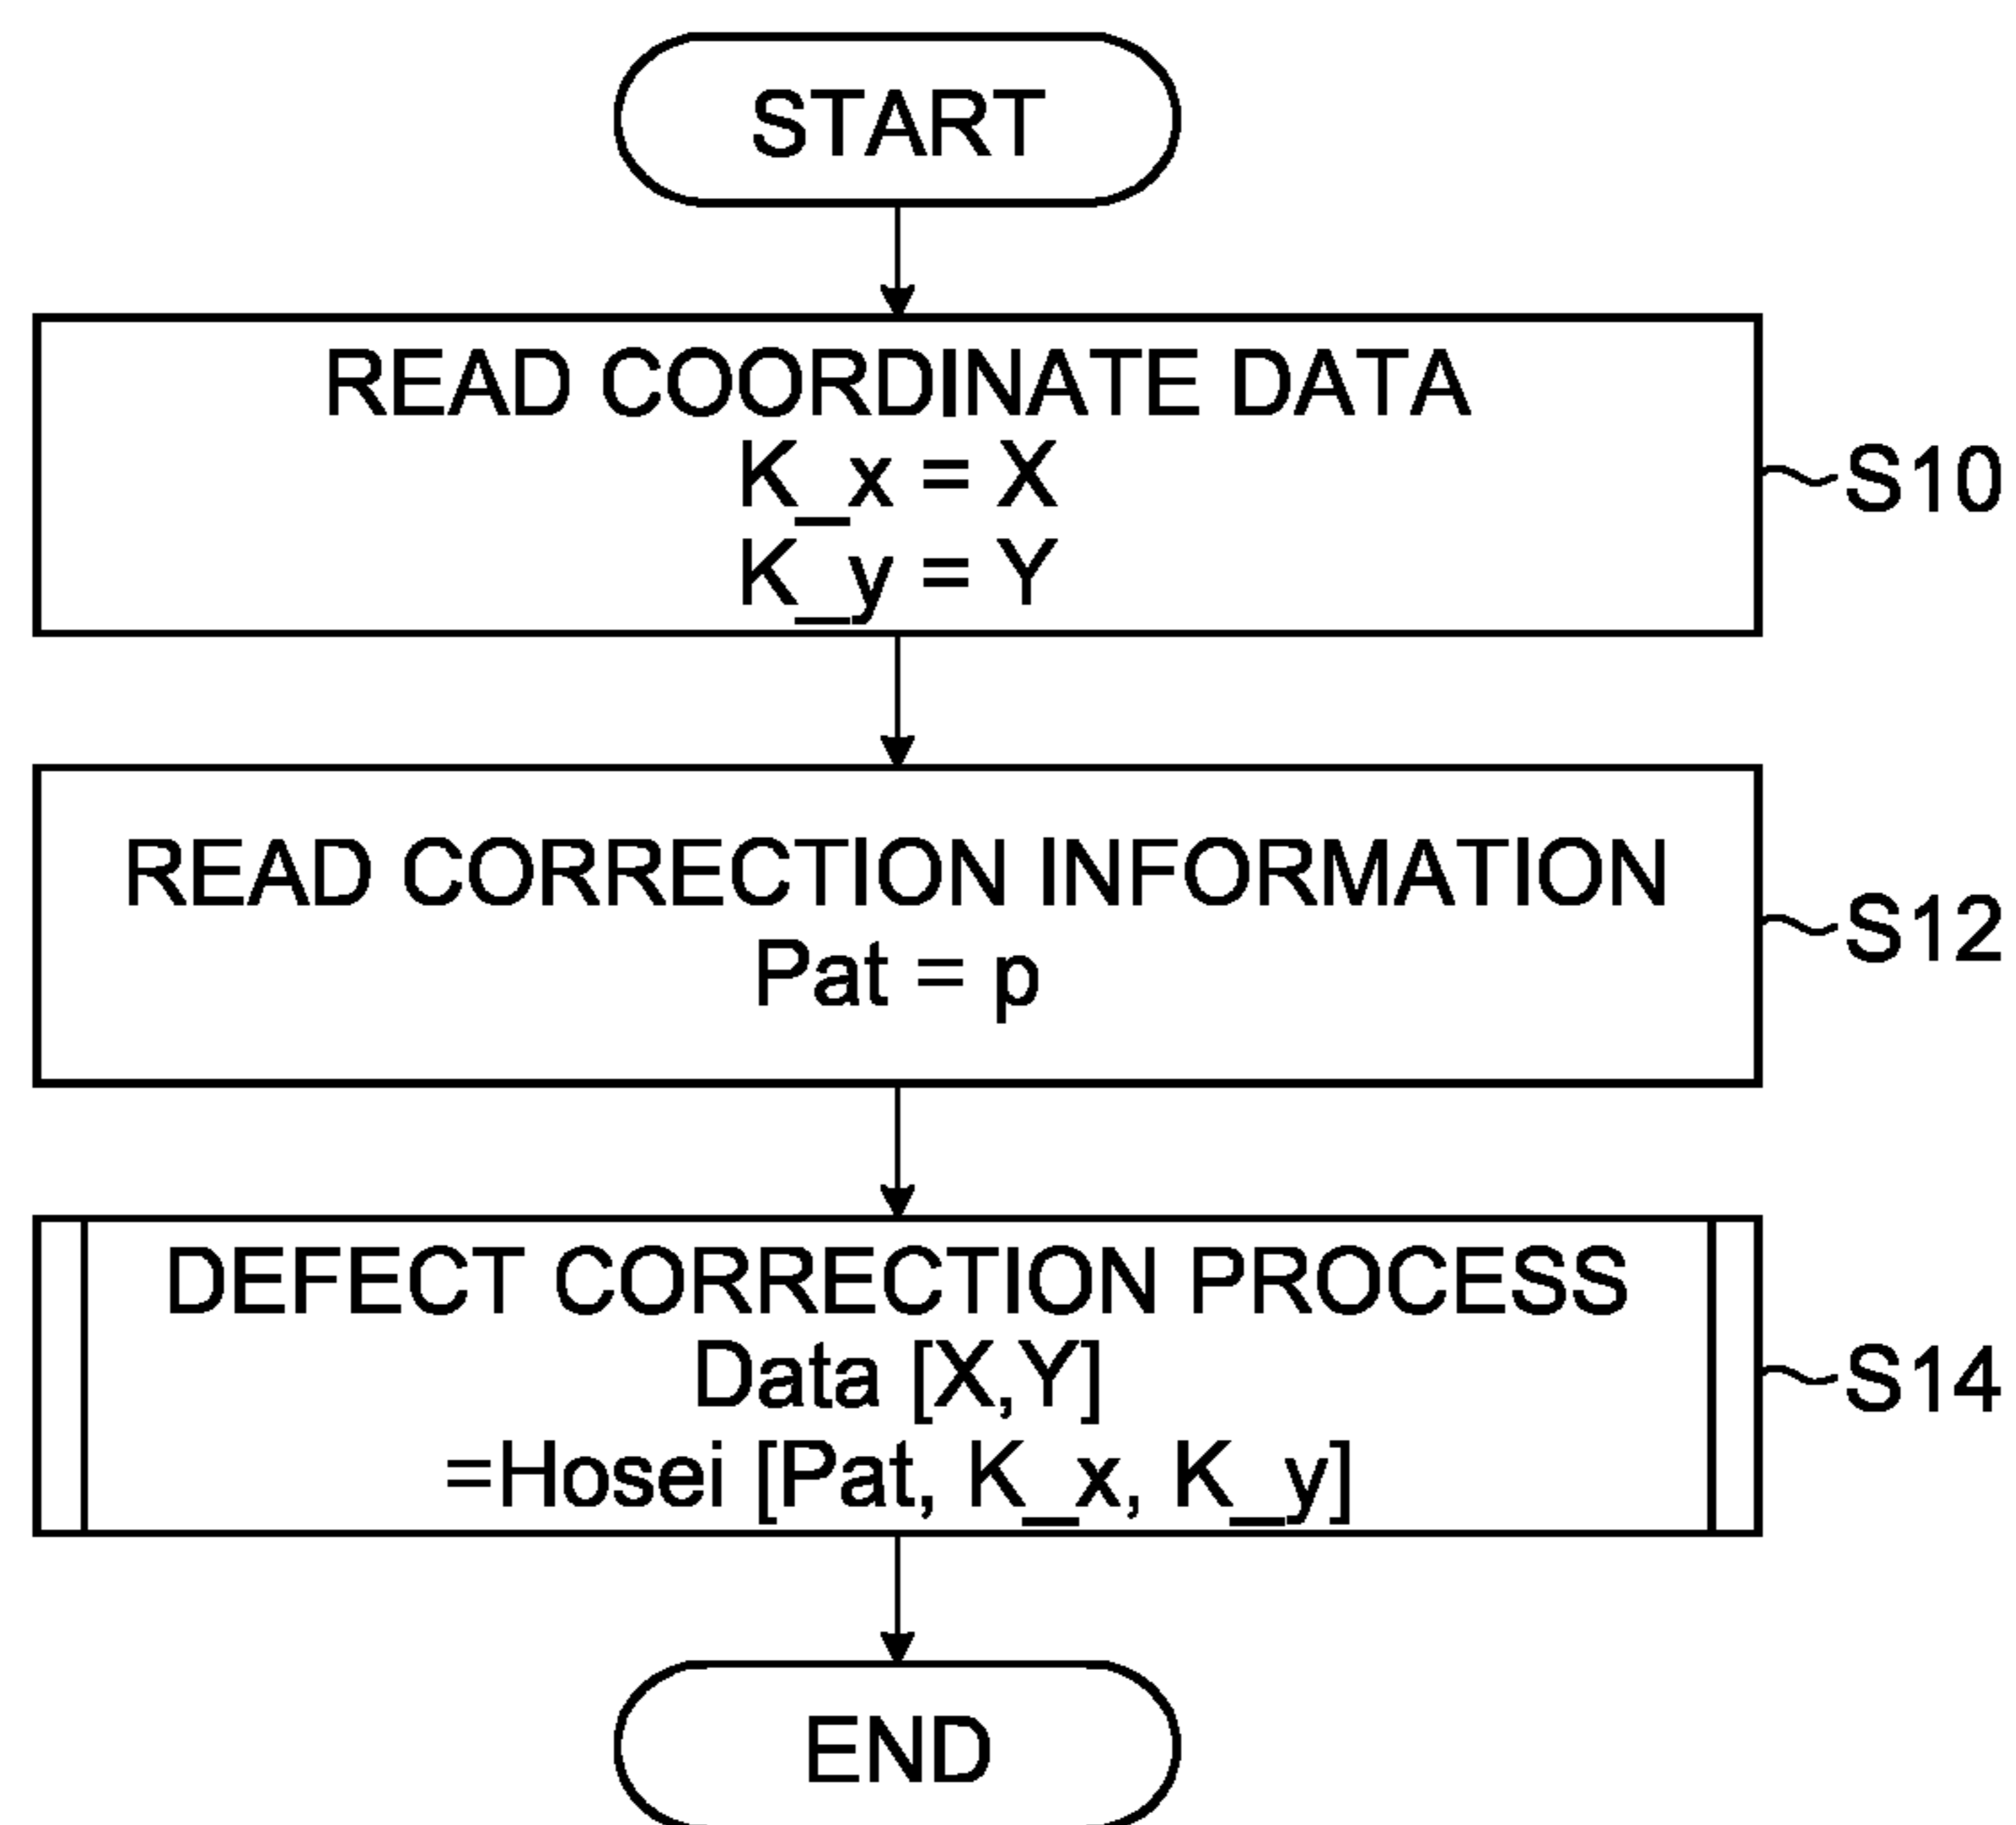 START
READ COORDINATE DATA
K_x = X
K_y = Y
S10
READ CORRECTION INFORMATION
Pat = p
S12
DEFECT CORRECTION PROCESS
Data [X,Y]
=Hosei [Pat, K_x, K_y]
S14
END